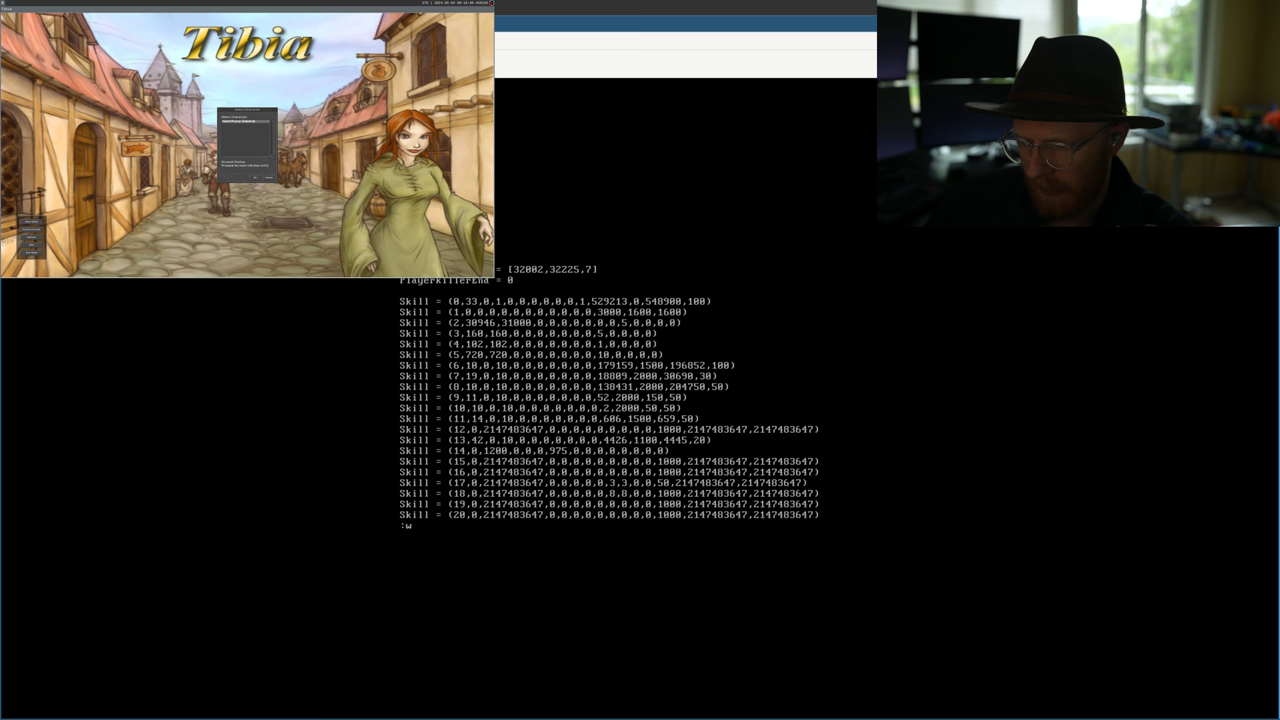 Tibia
Tibia
= [32002,32225,7]
PlayerkillerEnd = 0
Skill = (0,33,0,1,0,0,0,0,0,0,1,529213,0,548900,100)
Skill = (1,0,0,0,0,0,0,0,0,0,0,0,3000,1600,1600)
Skill = (2,30946,31000,0,0,0,0,0,0,0,5,0,0,0,0)
Skill = (3,160,160,0,0,0,0,0,0,0,5,0,0,0,0)
Skill = (4,102,102,0,0,0,0,0,0,0,1,0,0,0,0)
Skill = (5,720,720,0,0,0,0,0,0,0,10,0,0,0,0)
Skill = (6,10,0,10,0,0,0,0,0,0,0,179159,1500,196852,100)
Skill = (7,19,0,10,0,0,0,0,0,0,0,18809,2000,30690,30)
Skill = (8,10,0,10,0,0,0,0,0,0,0,138431,2000,204750,50)
Skill = (9,11,0,10,0,0,0,0,0,0,0,52,2000,150,50)
Skill = (10,10,0,10,0,0,0,0,0,0,0,2,2000,50,50)
Skill = (11,14,0,10,0,0,0,0,0,0,0,606,1500,659,50)
Skill = (12,0,2147483647,0,0,0,0,0,0,0,0,0,1000,2147483647,2147483647)
Skill = (13,42,0,10,0,0,0,0,0,0,0,4426,1100,4445,20)
Skill = (14,0,1200,0,0,0,975,0,0,0,0,0,0,0,0)
Skill = (15,0,2147483647,0,0,0,0,0,0,0,0,0,1000,2147483647,2147483647)
Skill = (16,0,2147483647,0,0,0,0,0,0,0,0,0,1000,2147483647,2147483647)
Skill = (17,0,2147483647,0,0,0,0,0,3,3,0,0,50,2147483647,2147483647)
Skill = (18,0,2147483647,0,0,0,0,0,8,8,0,0,1000,2147483647,2147483647)
Skill = (19,0,2147483647,0,0,0,0,0,0,0,0,0,1000,2147483647,2147483647)
Skill = (20,0,2147483647,0,0,0,0,0,0,0,0,0,1000,2147483647,2147483647)
:w